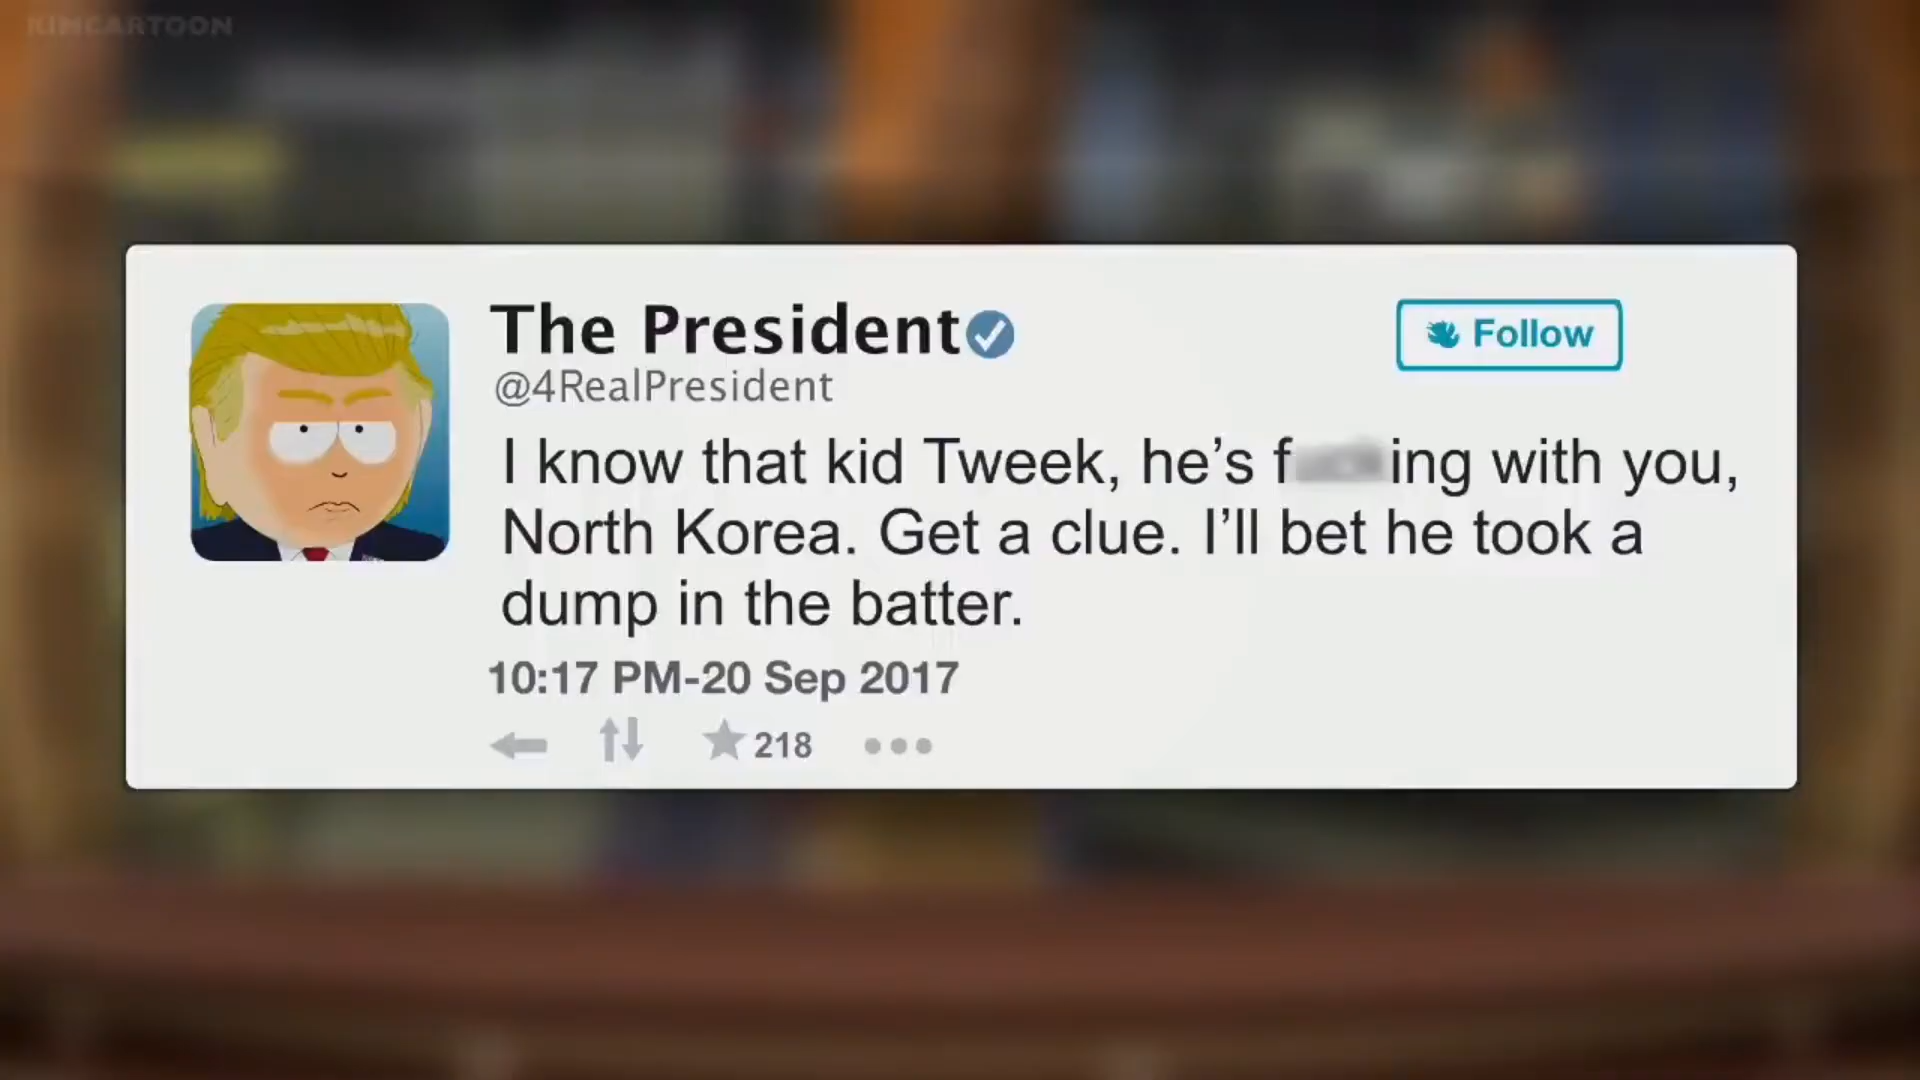 KIMCARTOON
The President
@4RealPresident
Follow
I know that kid Tweek, he's f ing with you,
North Korea. Get a clue. I'll bet he took a
dump in the batter.
10:17 PM-20 Sep 2017
218